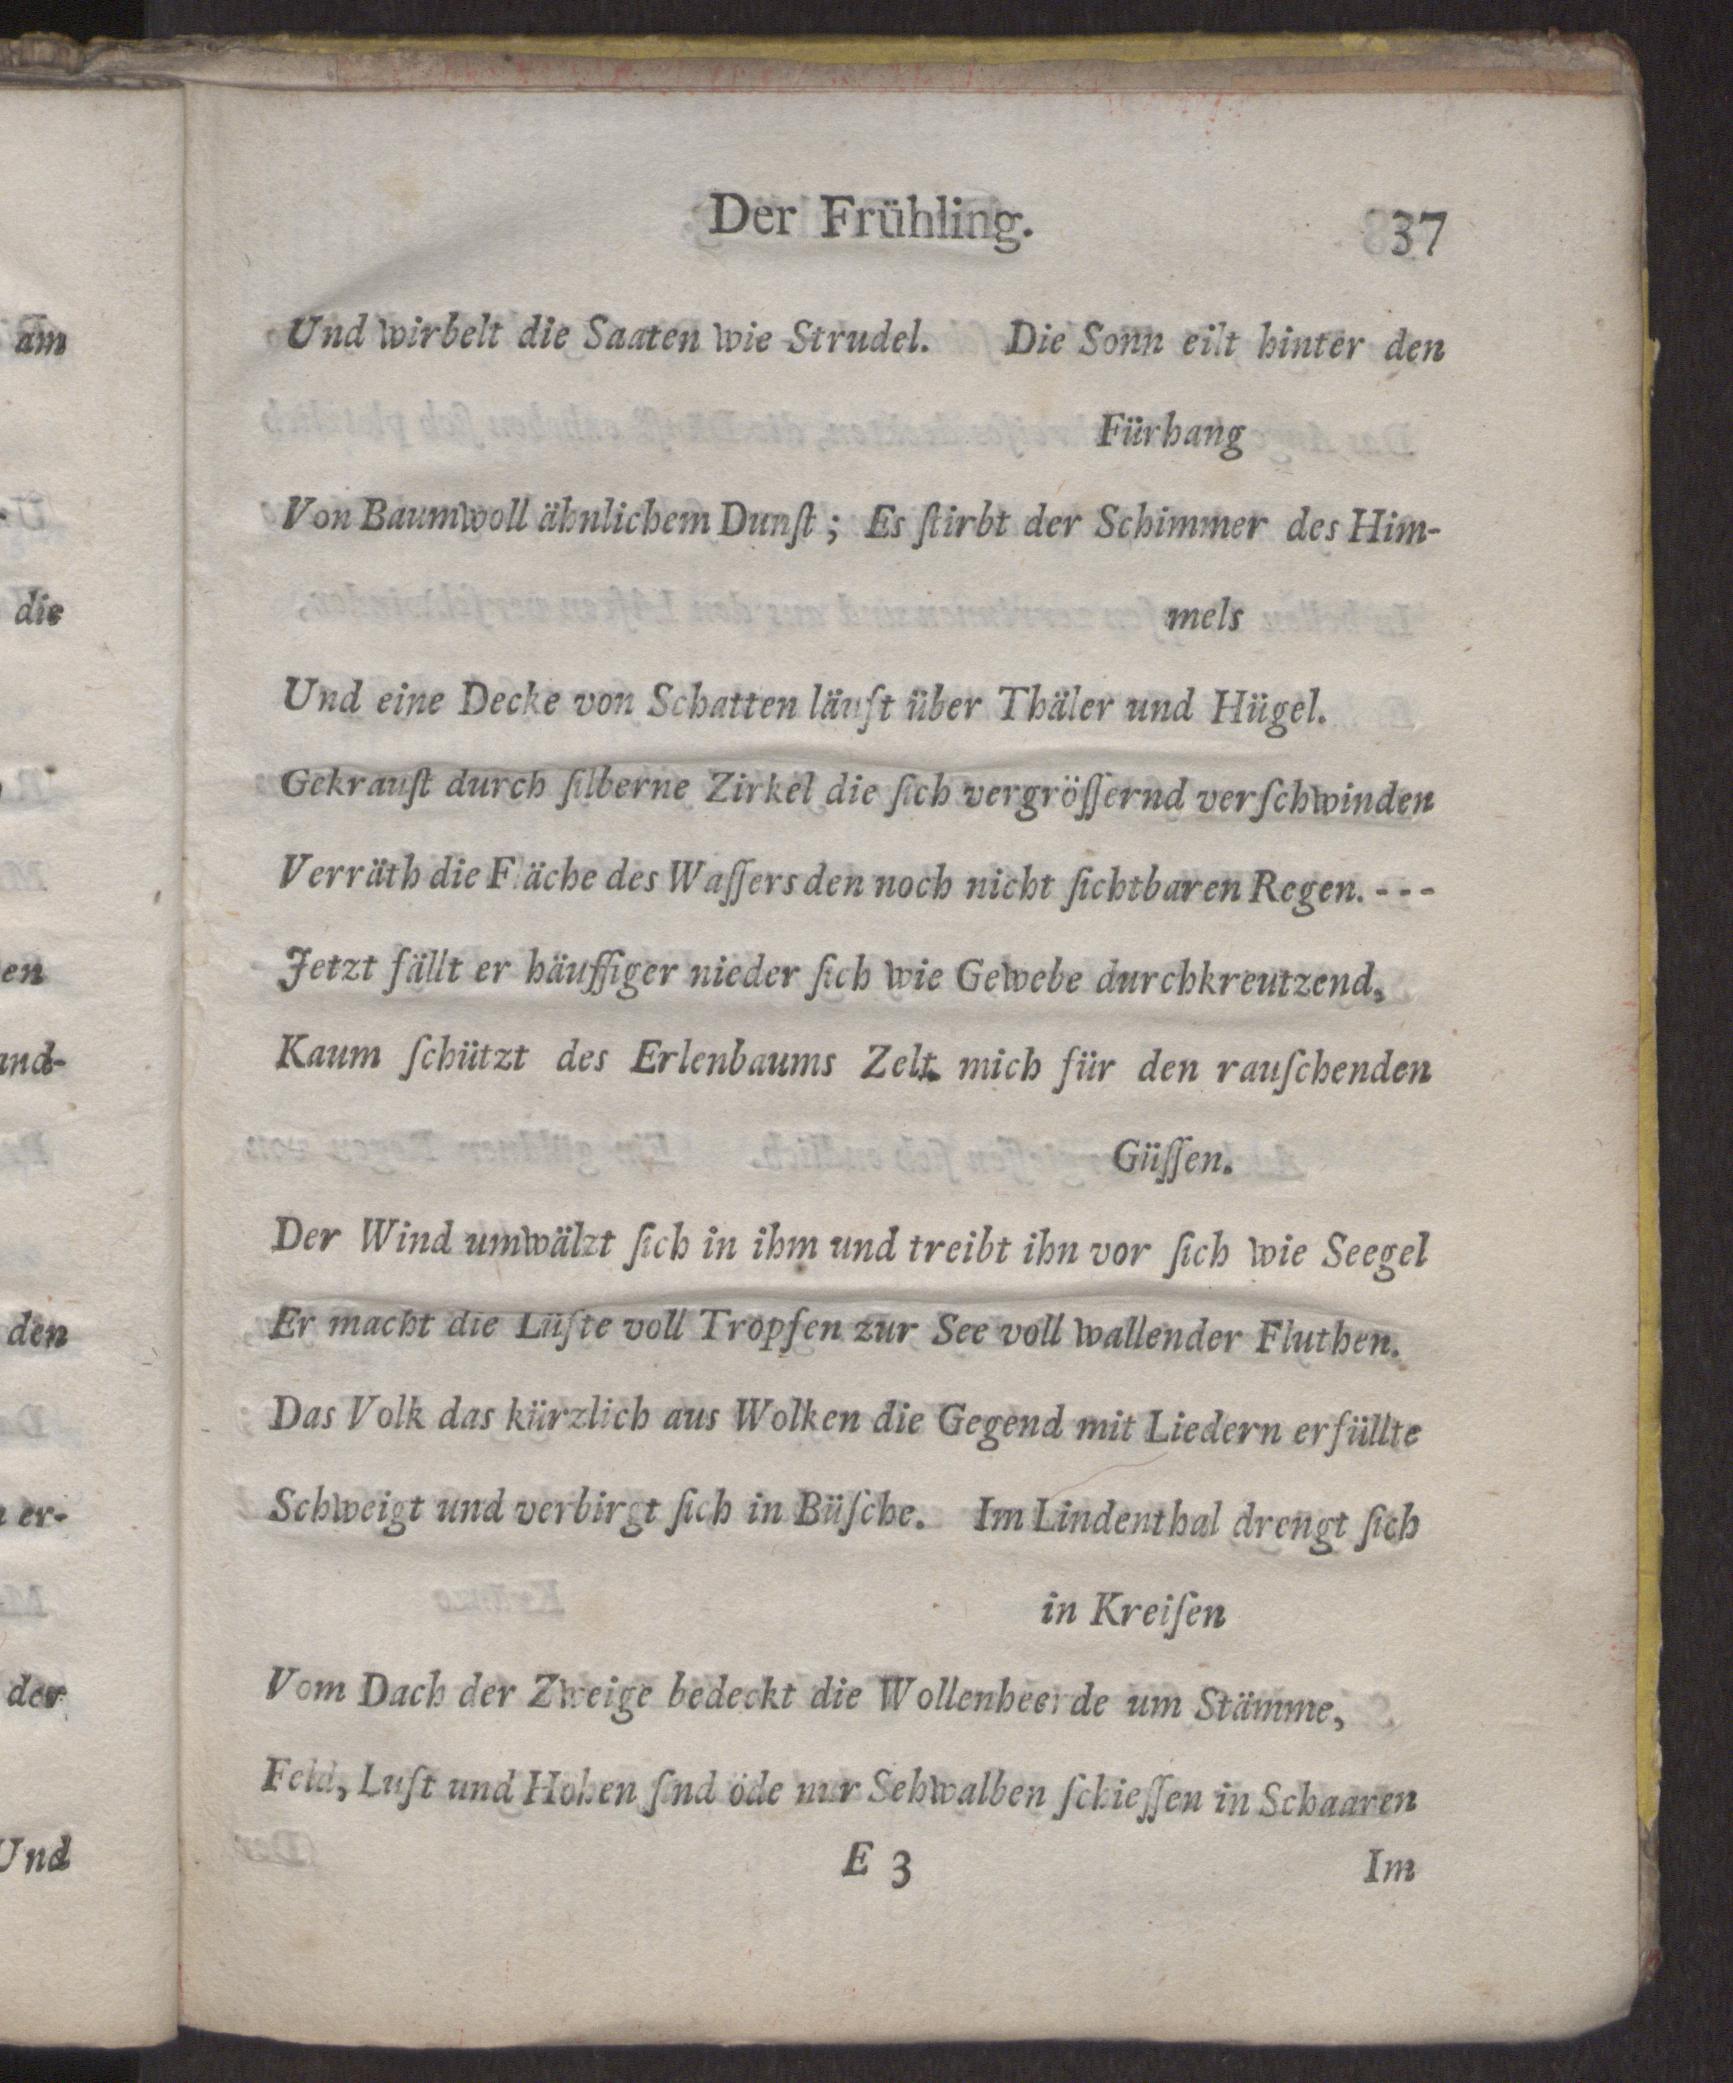 Der Frühling. 37
Und wirbelt die Saaten wie Strudel. Die Sonn eilt hinter den
Fürhang
Von Baumwoll ähnlichem Dunſt; Es ſtirbt der Schimmer des Him-
mels
Und eine Decke von Schatten läuft über Thäler und Hügel.
Gekrauſt durch ſilberne Zirkel die ſich vergröſſernd verſchwinden
Verräth die Fläche des Waſſers den noch nicht ſichtbaren Regen. - - -
Jetzt fällt er häuffiger nieder ſich wie Gewebe durchkreutzend,
Kaum ſchützt des Erlenbaums Zelt mich für den rauſchenden
Güſſen.
Der Wind umwälzt ſich in ihm und treibt ihn vor ſich wie Seegel
Er macht die Lüfte voll Tropfen zur See voll wallender Fluthen.
Das Volk das kürzlich aus Wolken die Gegend mit Liedern erfüllte
Schweigt und verbirgt ſich in Büſche. Im Lindenthal drengt ſich
in Kreiſen
Vom Dach der Zweige bedeckt die Wollenheerde um Stämme,
Feld, Luft und Hohen ſind öde nur Schwalben ſchieſſen in Schaaren
E 3 Im
am
die
en
and-
den
er-
der
Und